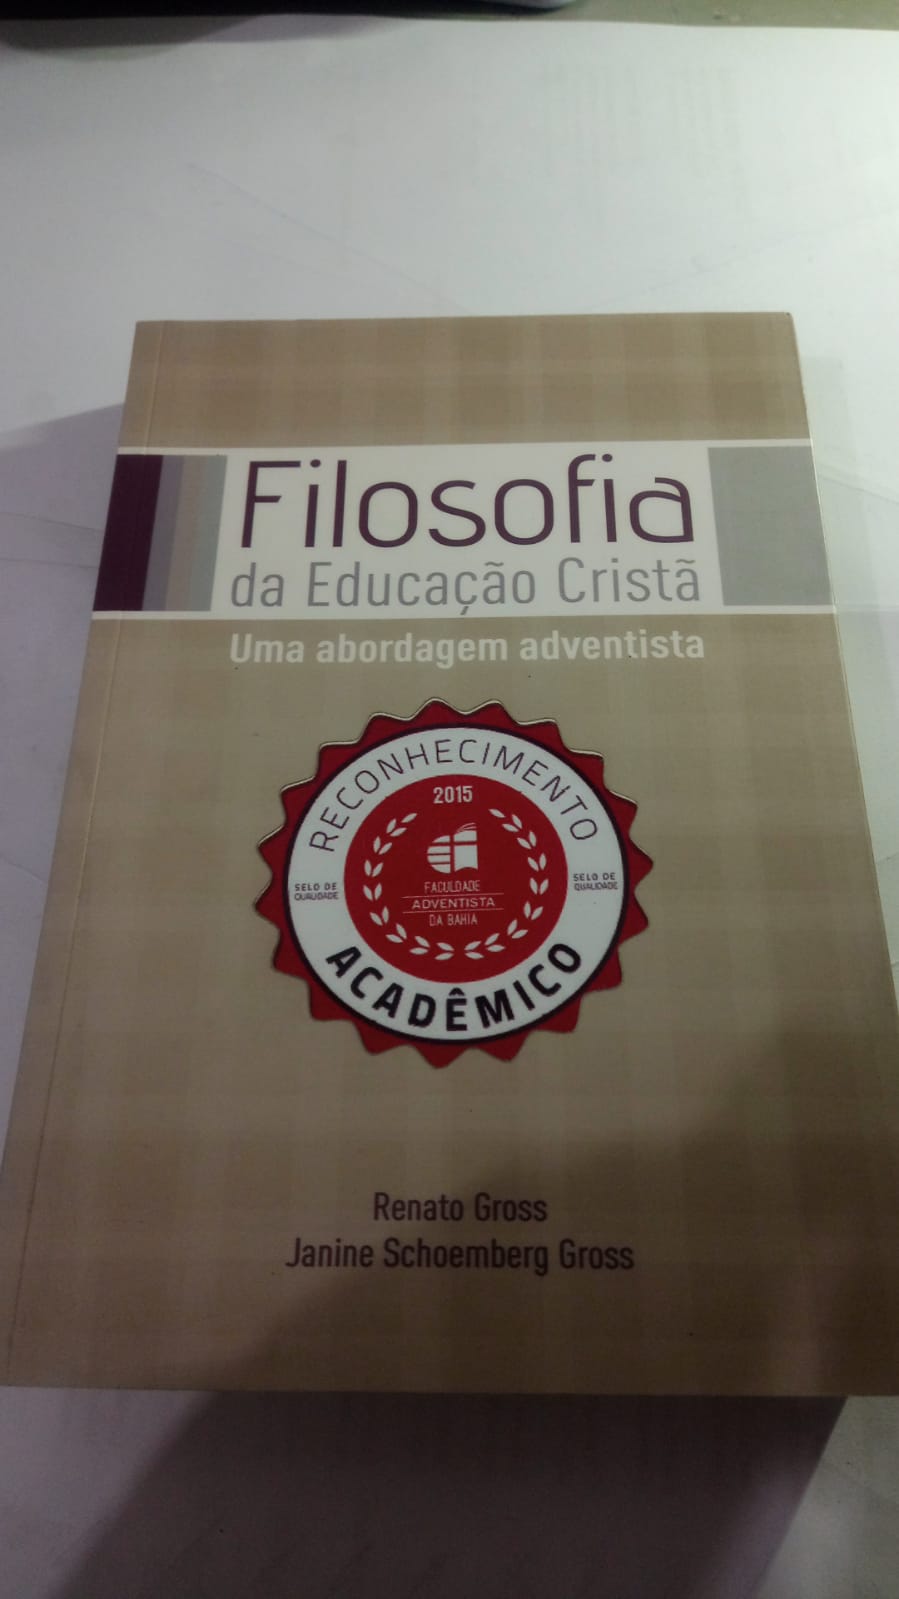 Filosofia
da Educação Cristã
Uma abordagem adventista
RECONHECIMENTO
2015
SELO DE
QUALIDADE
SELO DE
QUALIDADE
FACULDADE
ADVENTISTA
DA BAHIA
ACADÊMICO
Renato Gross
Janine Schoemberg Gross